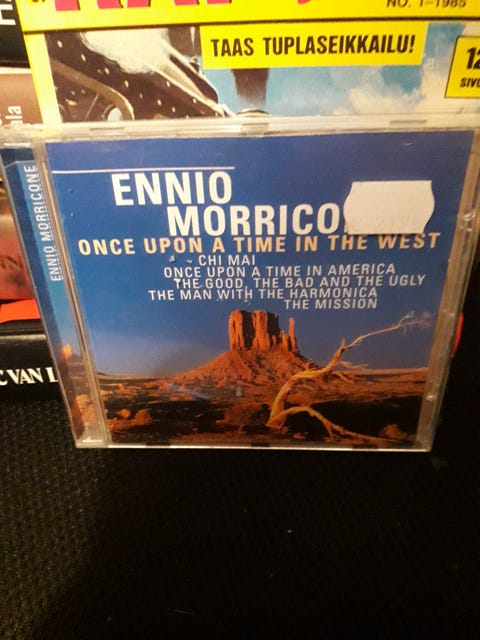 NO. 1–1985
TAAS TUPLASEIKKAILU!
12
ENNIO MORRICONE
ENNIO
MORRICO
ONCE UPON A TIME IN THE WEST
CHI MAI
ONCE UPON A TIME IN AMERICA
THE GOOD, THE BAD AND THE UGLY
THE MAN WITH THE HARMONICA
THE MISSION